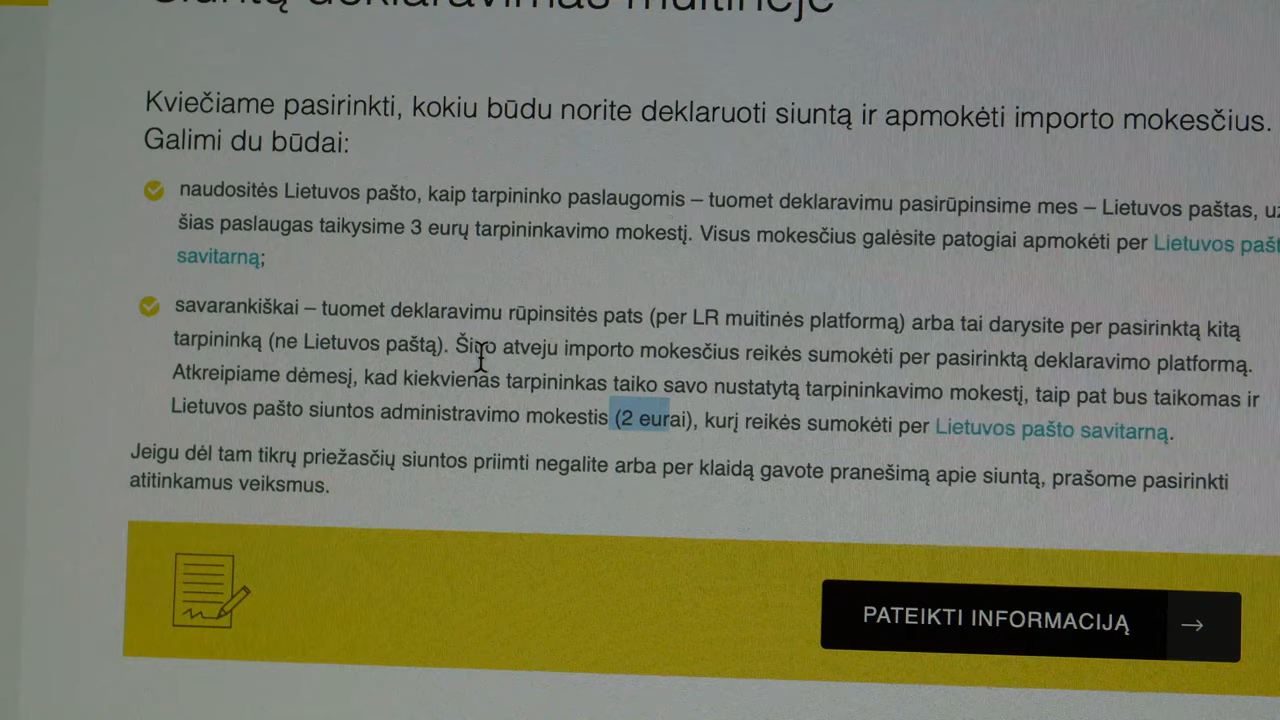 Siuntų deklaravimas muitinėje
Kviečiame pasirinkti, kokiu būdu norite deklaruoti siuntą ir apmokėti importo mokesčius.
Galimi du būdai:
naudositės Lietuvos pašto, kaip tarpininko paslaugomis – tuomet deklaravimu pasirūpinsime mes – Lietuvos paštas, už
šias paslaugas taikysime 3 eurų tarpininkavimo mokestį. Visus mokesčius galėsite patogiai apmokėti per Lietuvos pašt
savitarną;
savarankiškai – tuomet deklaravimu rūpinsitės pats (per LR muitinės platformą) arba tai darysite per pasirinktą kitą
tarpininką (ne Lietuvos paštą). Šiuo atveju importo mokesčius reikės sumokėti per pasirinktą deklaravimo platformą.
Atkreipiame dėmesį, kad kiekvienas tarpininkas taiko savo nustatytą tarpininkavimo mokestį, taip pat bus taikomas ir
Lietuvos pašto siuntos administravimo mokestis (2 eurai), kurį reikės sumokėti per Lietuvos pašto savitarną.
Jeigu dėl tam tikrų priežasčių siuntos priimti negalite arba per klaidą gavote pranešimą apie siuntą, prašome pasirinkti
atitinkamus veiksmus.
PATEIKTI INFORMACIJĄ →